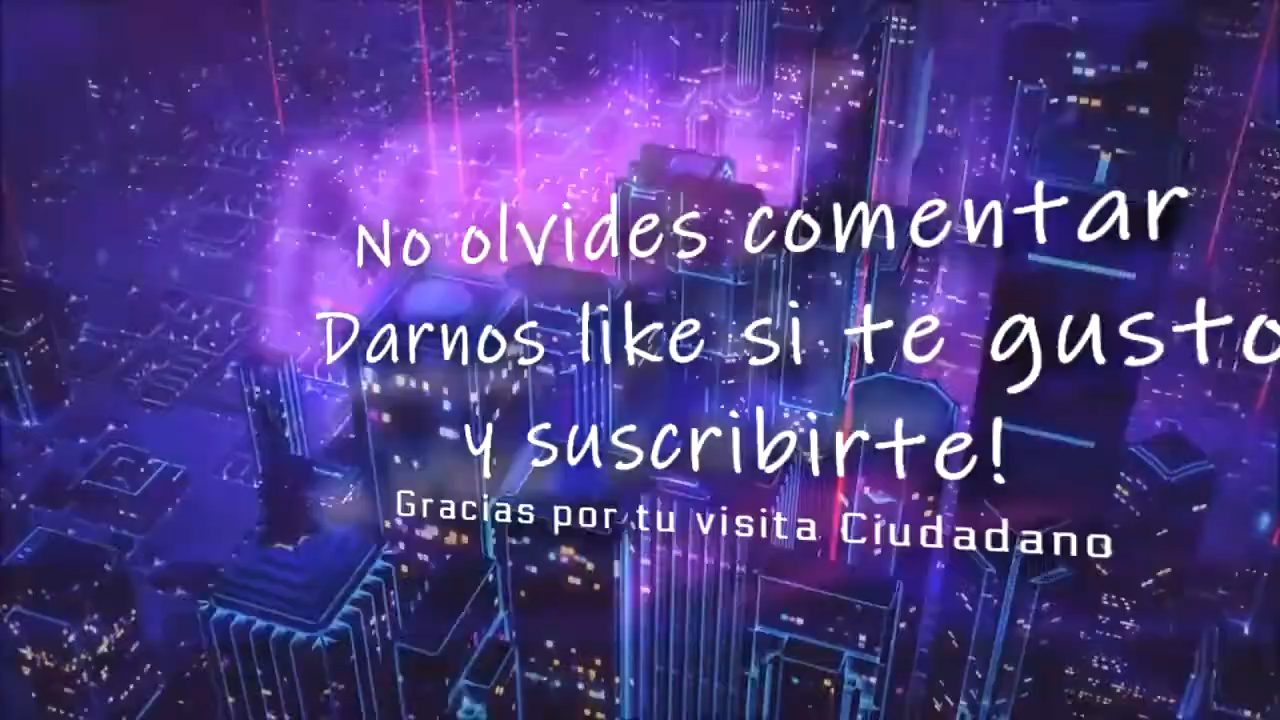 No olvides comentar
Darnos like si te gusto
y suscribirte!
Gracias por tu visita Ciudadano